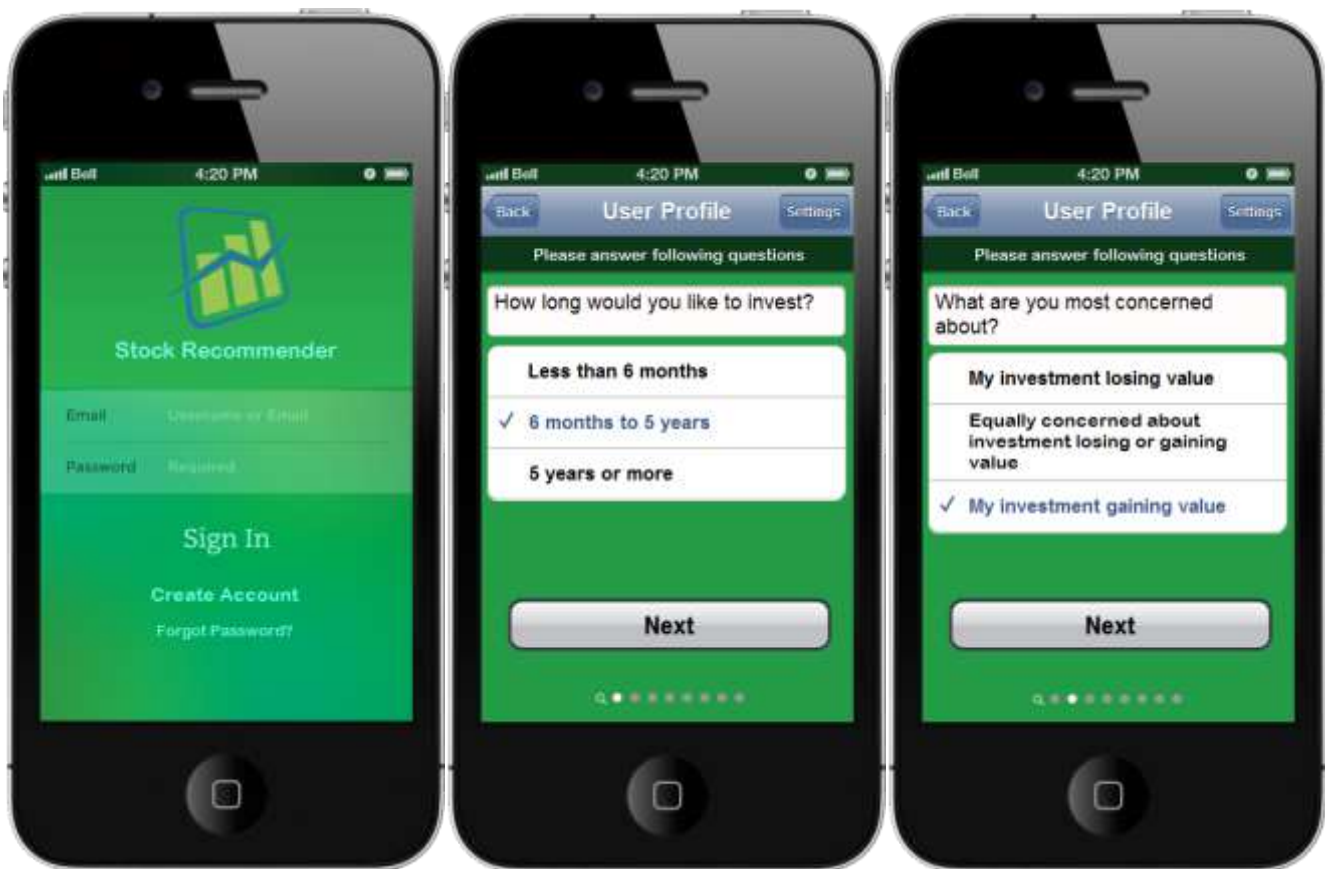 Bell 4:20 PM
Stock Recommender
Email Username or Email
Password Required
Sign In
Create Account
Forgot Password?
Bell 4:20 PM
Back User Profile Settings
Please answer following questions
How long would you like to invest?
Less than 6 months
✓ 6 months to 5 years
5 years or more
Next
Bell 4:20 PM
Back User Profile Settings
Please answer following questions
What are you most concerned
about?
My investment losing value
Equally concerned about
investment losing or gaining
value
✓ My investment gaining value
Next